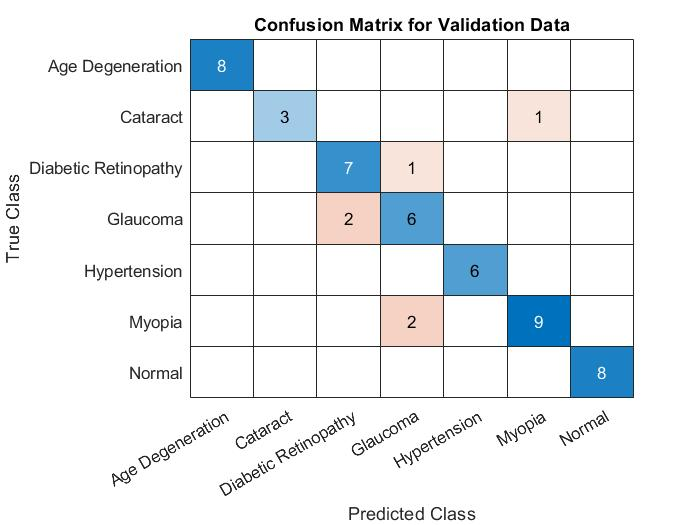 Confusion Matrix for Validation Data
Age Degeneration 8
Cataract 3 1
Diabetic Retinopathy 7 1
Glaucoma 2 6
Hypertension 6
Myopia 2 9
Normal 8
True Class
Age Degeneration Cataract Diabetic Retinopathy Glaucoma Hypertension Myopia Normal
Predicted Class